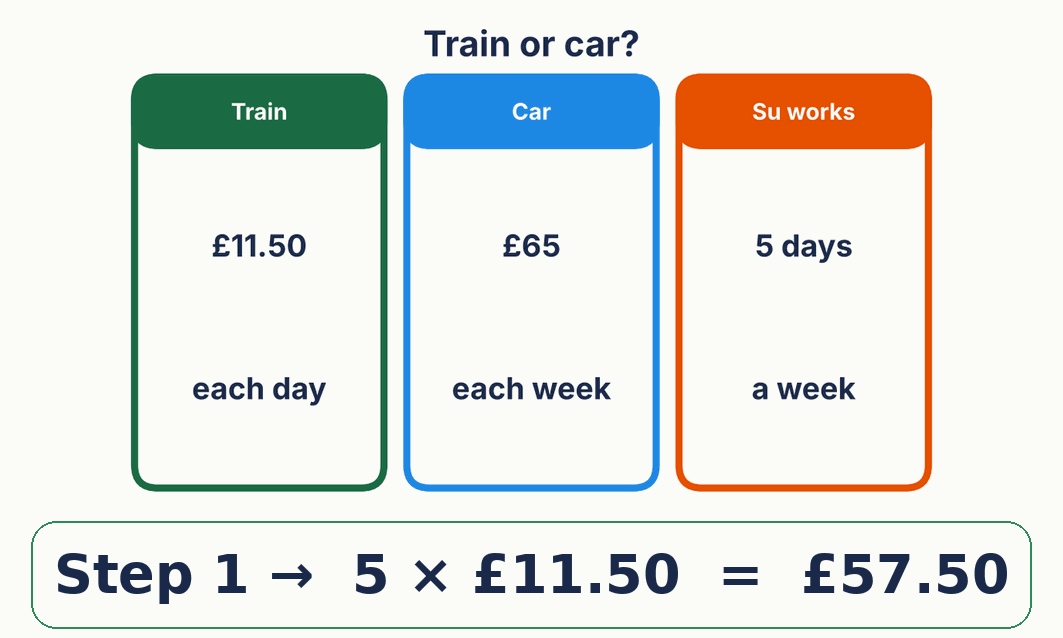 Train or car?
Train
£11.50
each day
Car
£65
each week
Su works
5 days
a week
Step 1 → 5 × £11.50 = £57.50